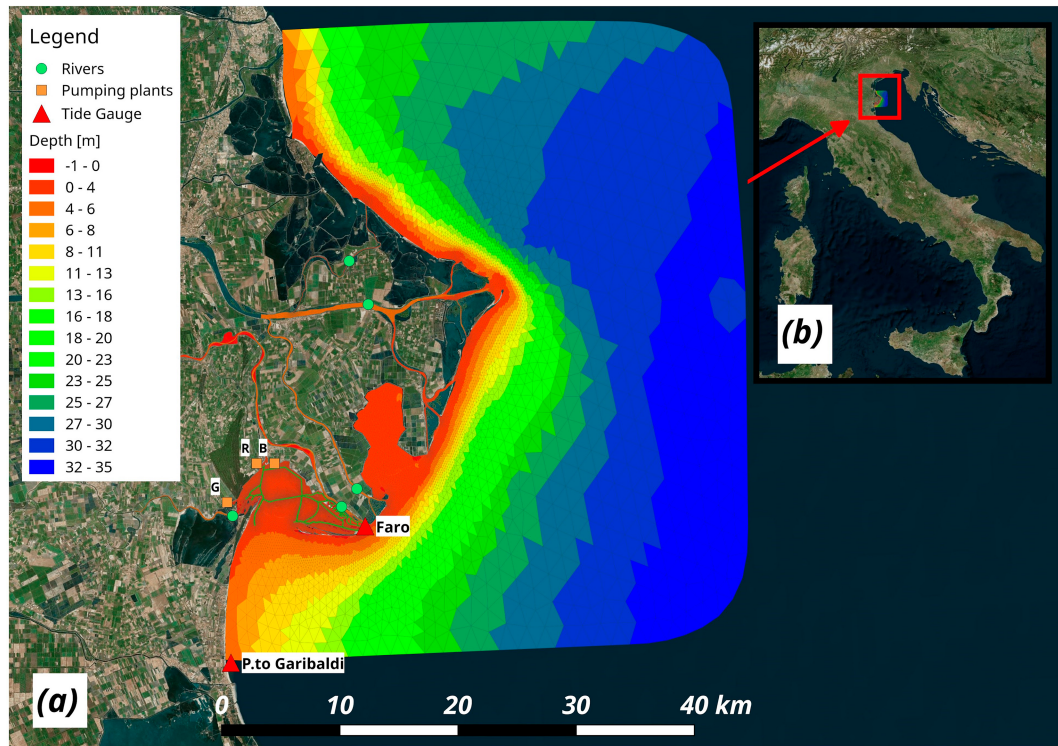 Legend
Rivers
Pumping plants
Tide Gauge
Depth [m]
-1 - 0
0 - 4
4 - 6
6 - 8
8 - 11
11 - 13
13 - 16
16 - 18
18 - 20
20 - 23
23 - 25
25 - 27
27 - 30
30 - 32
32 - 35
(b)
R B
G
Faro
P.to Garibaldi
(a)
0 10 20 30 40 km